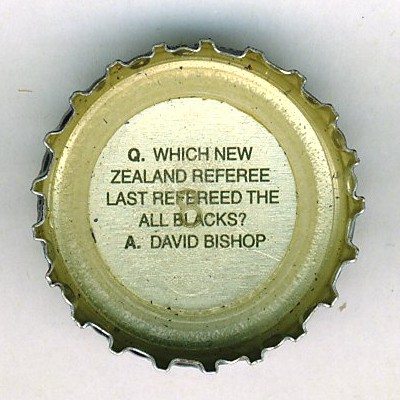 Q. WHICH NEW
ZEALAND REFEREE
LAST REFEREED THE
ALL BLACKS?
A. DAVID BISHOP